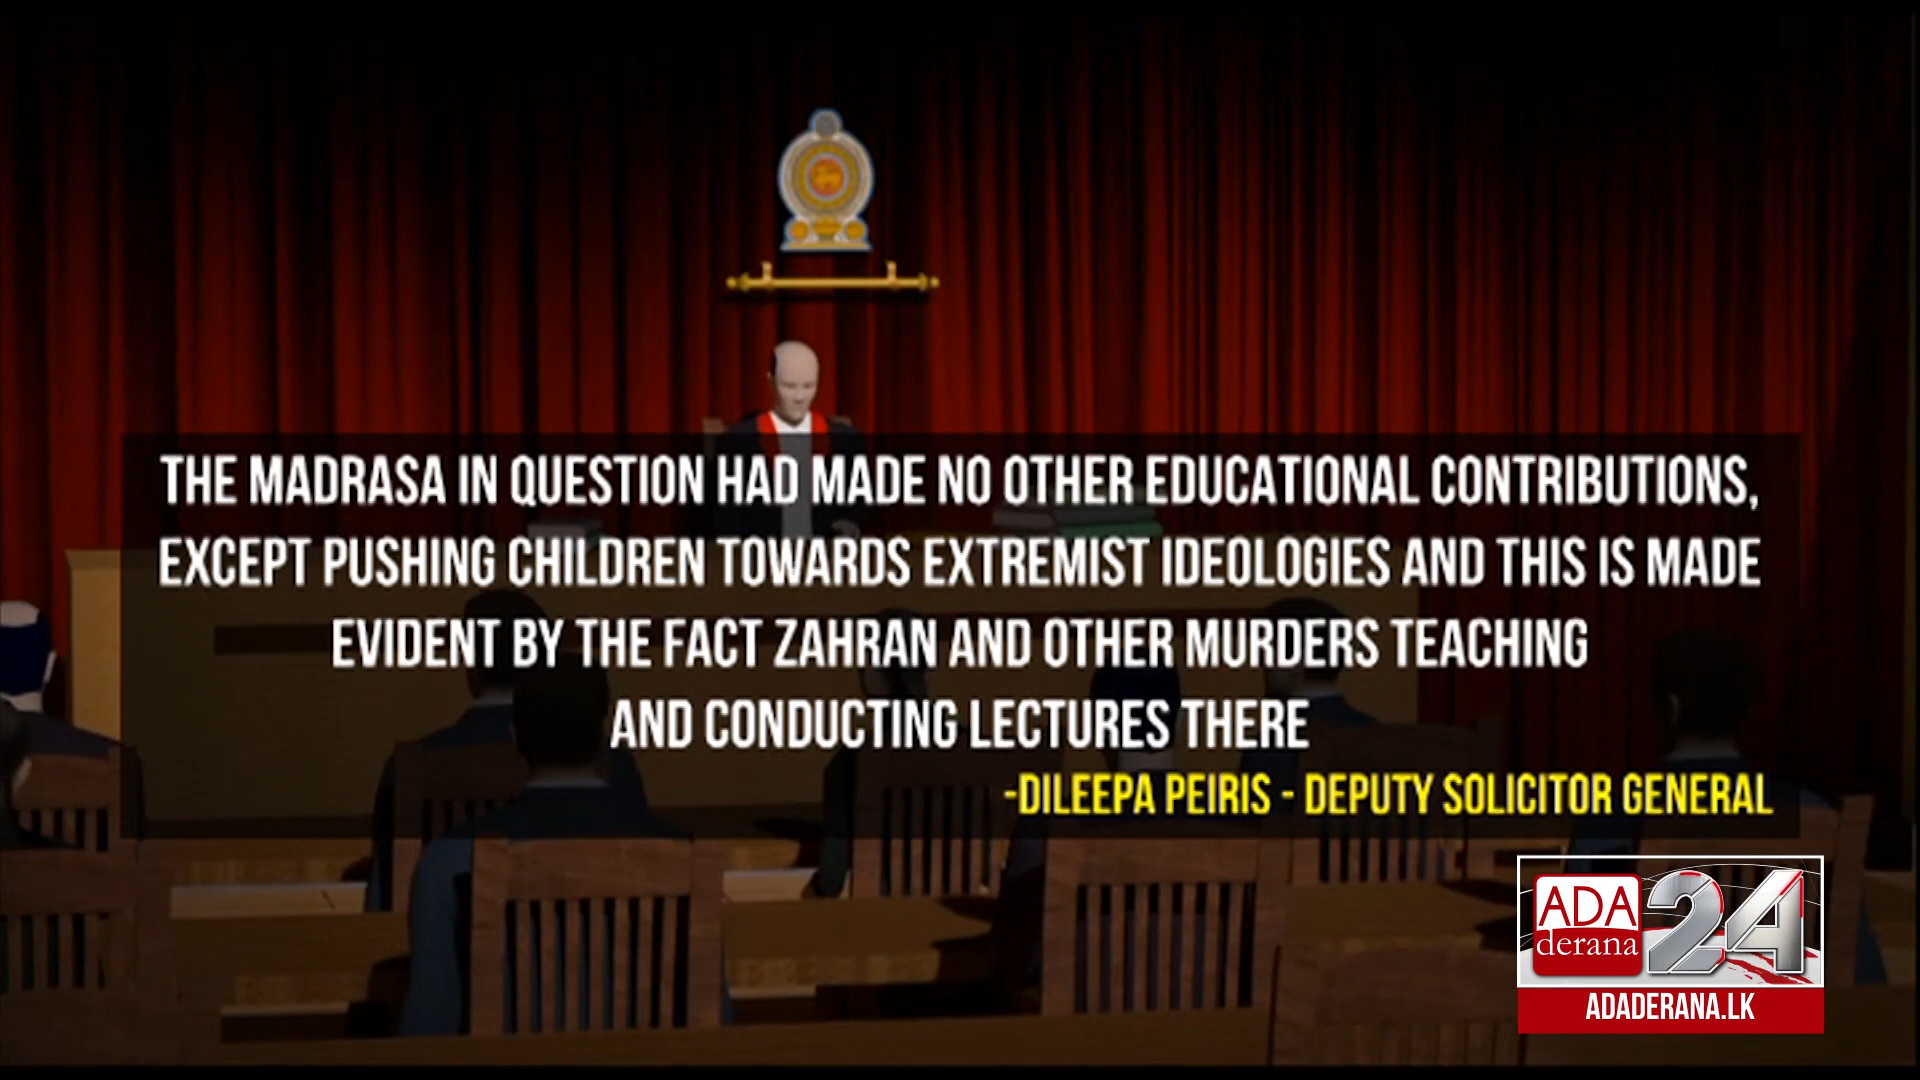 THE MADRASA IN QUESTION HAD MADE NO OTHER EDUCATIONAL CONTRIBUTIONS,
EXCEPT PUSHING CHILDREN TOWARDS EXTREMIST IDEOLOGIES AND THIS IS MADE
EVIDENT BY THE FACT ZAHRAN AND OTHER MURDERS TEACHING
AND CONDUCTING LECTURES THERE
-DILEEPA PEIRIS - DEPUTY SOLICITOR GENERAL
ADA
derana
24
ADADERANA.LK